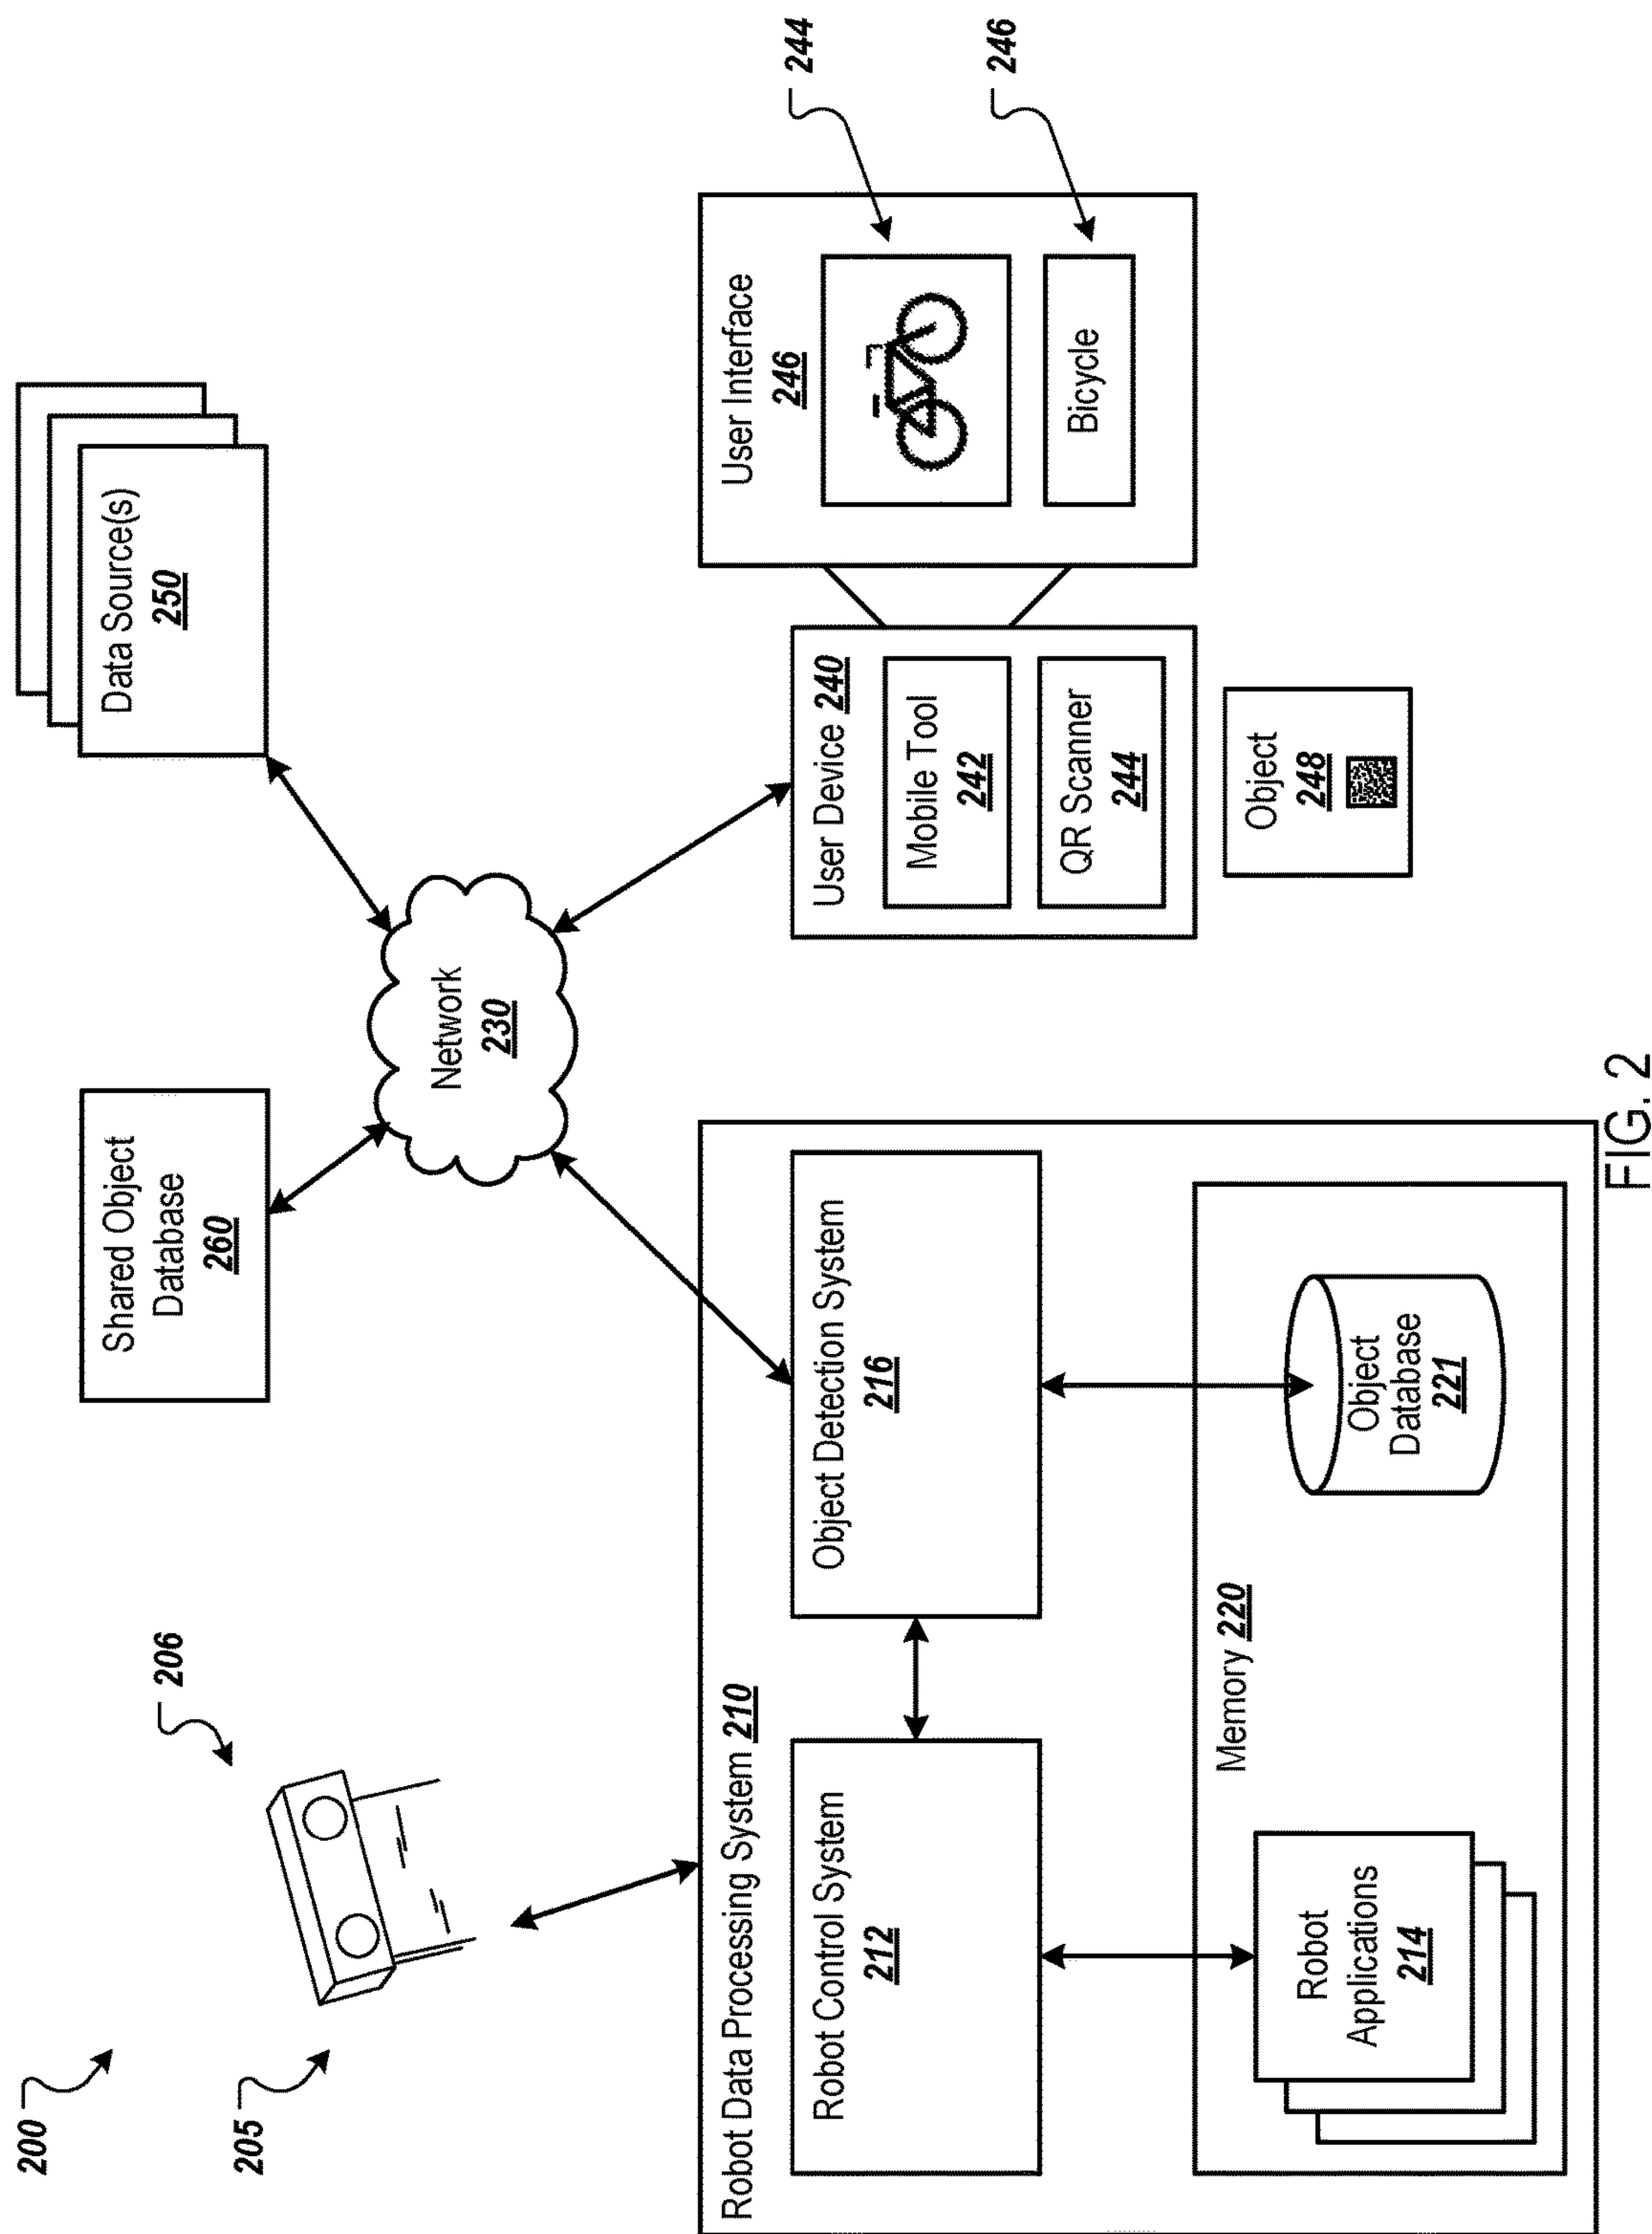 200
205
206
Shared Object
Database
260
Data Source(s)
250
Network
230
Robot Data Processing System 210
Robot Control System
212
Object Detection System
216
Memory 220
Robot
Applications
214
Object
Database
221
User Device 240
Mobile Tool
242
QR Scanner
244
Object
248
User Interface
246
Bicycle
244
246
FIG. 2